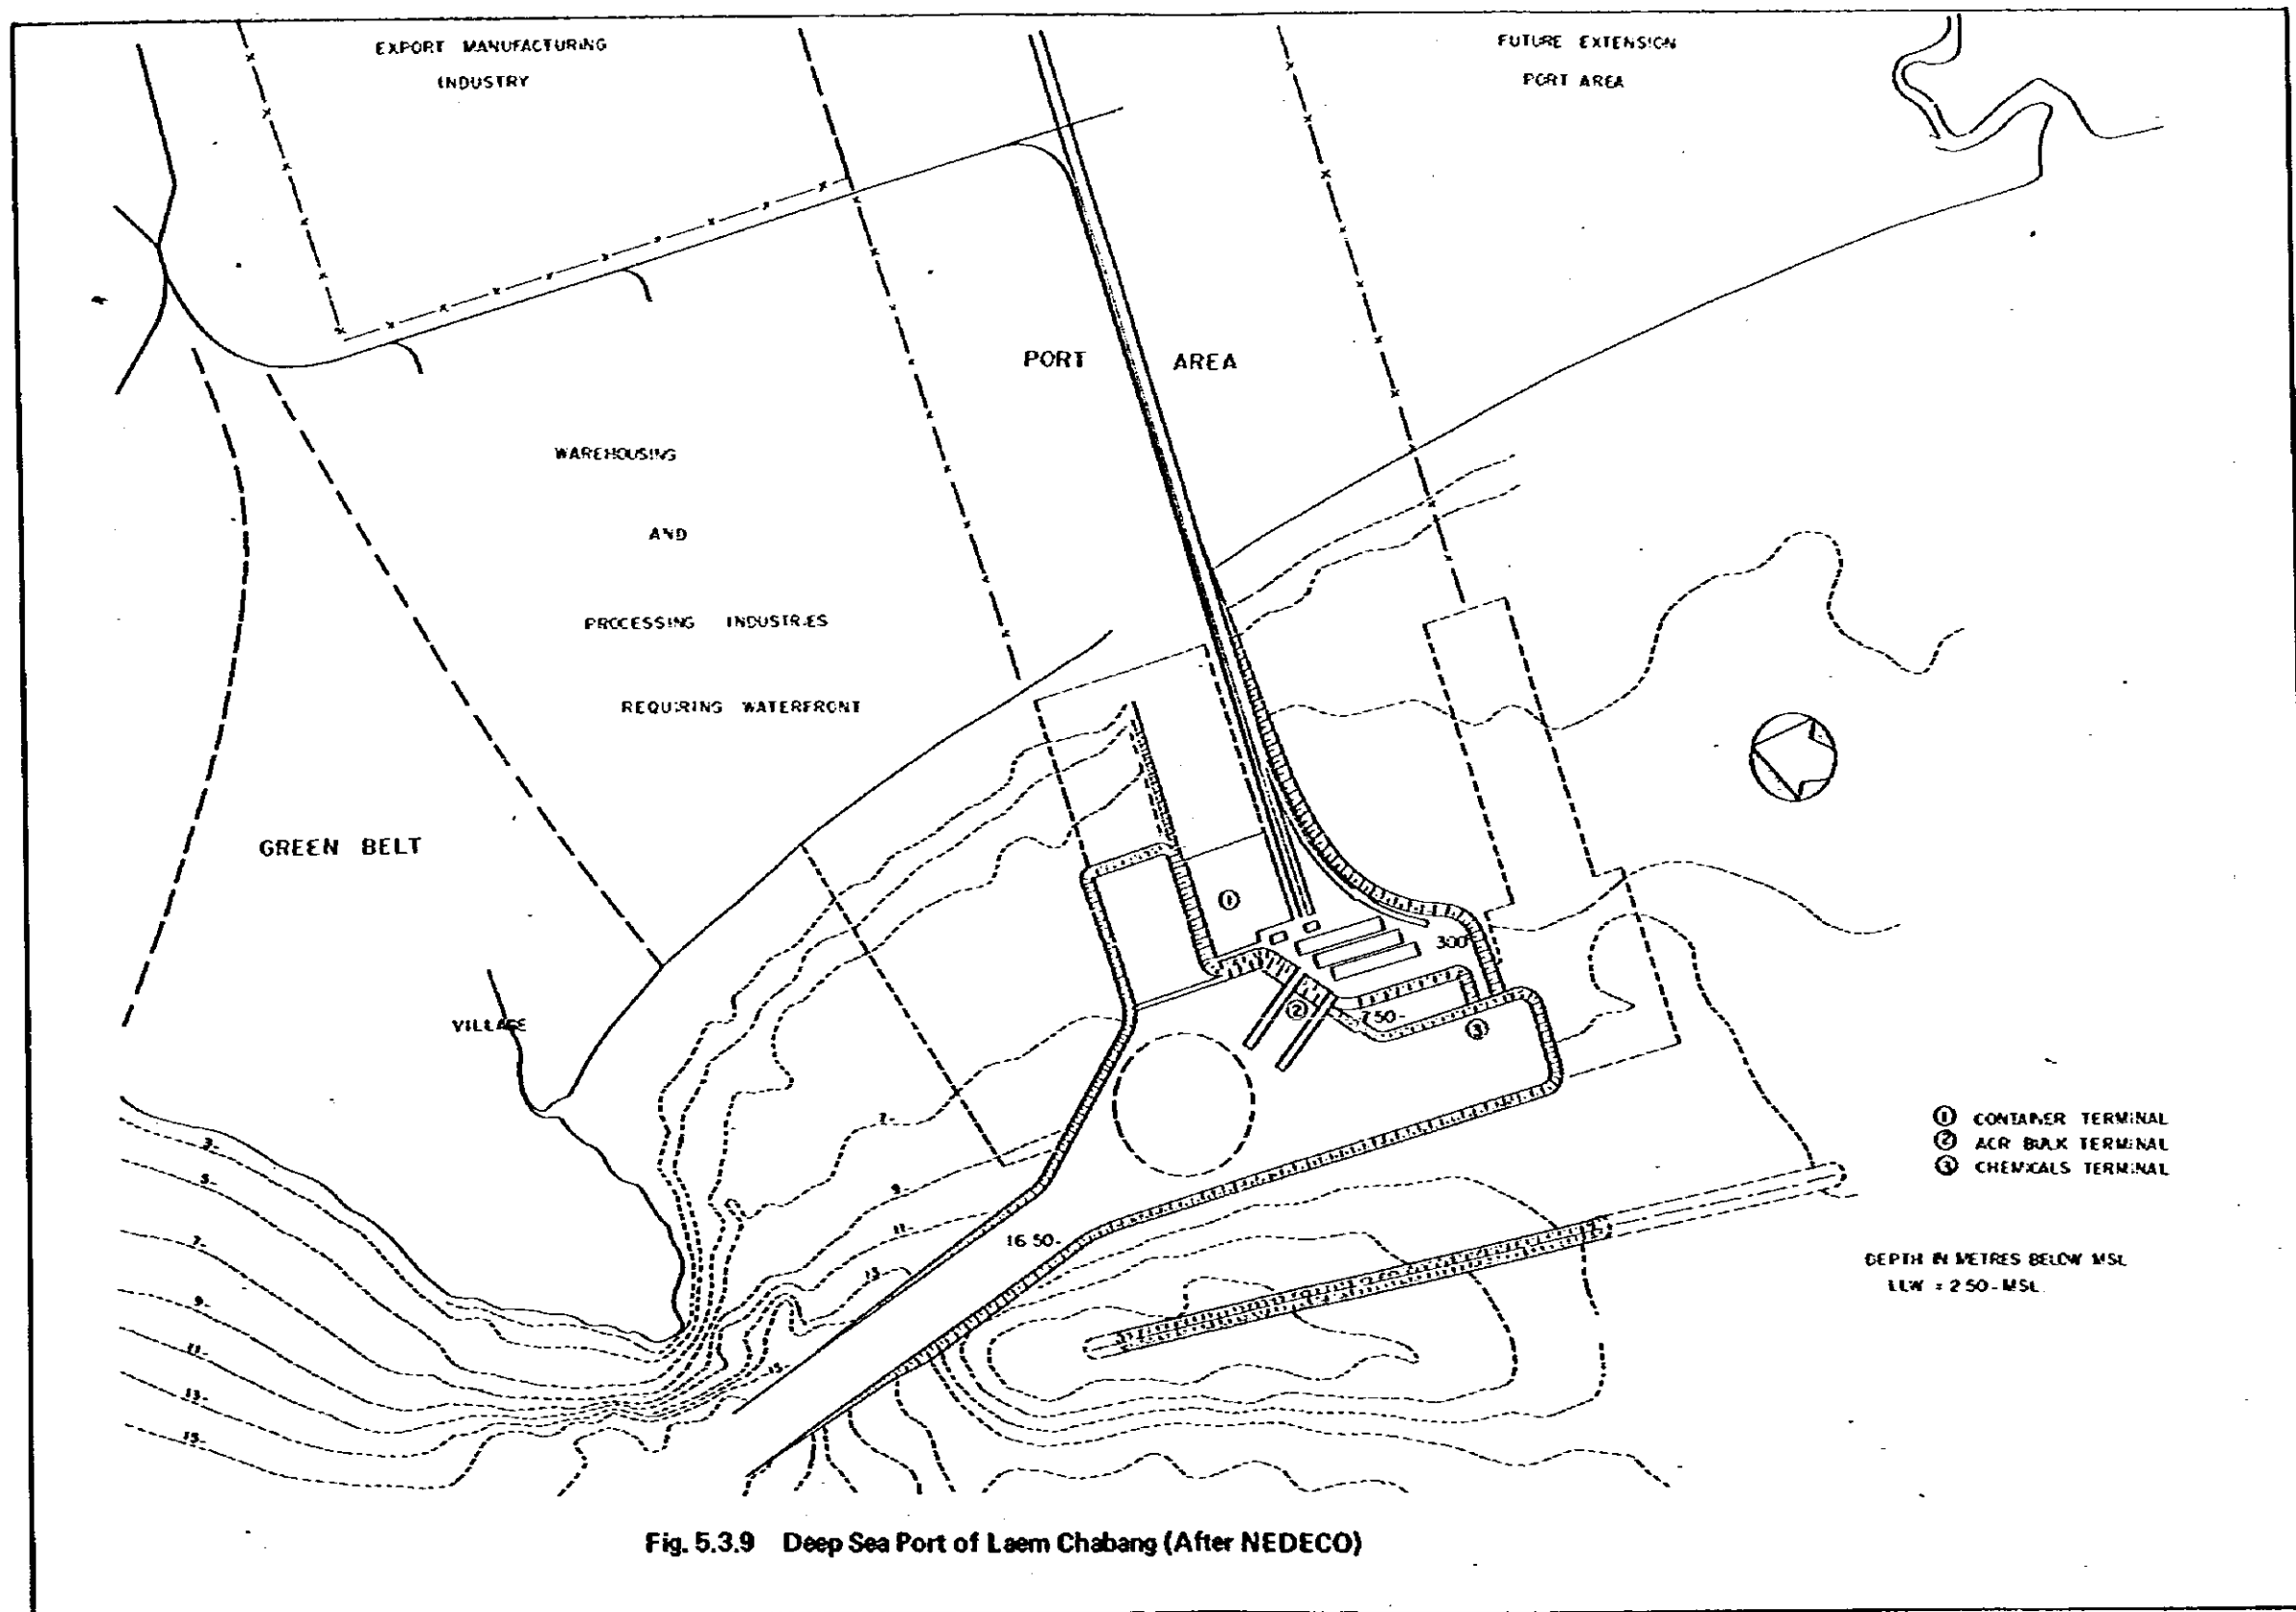 EXPORT MANUFACTURING
INDUSTRY
FUTURE EXTENSION
PORT AREA
PORT AREA
WAREHOUSING
AND
PROCESSING INDUSTRIES
REQUIRING WATERFRONT
GREEN BELT
VILLAGE
①
②
③
300
7.50-
16 50-
7-
9-
11-
13-
15-
3-
5-
7-
9-
11-
13-
15-
① CONTAINER TERMINAL
② ACR BULK TERMINAL
③ CHEMICALS TERMINAL
DEPTH IN METRES BELOW MSL
LLW = 2 50- MSL
Fig. 5.3.9 Deep Sea Port of Laem Chabang (After NEDECO)